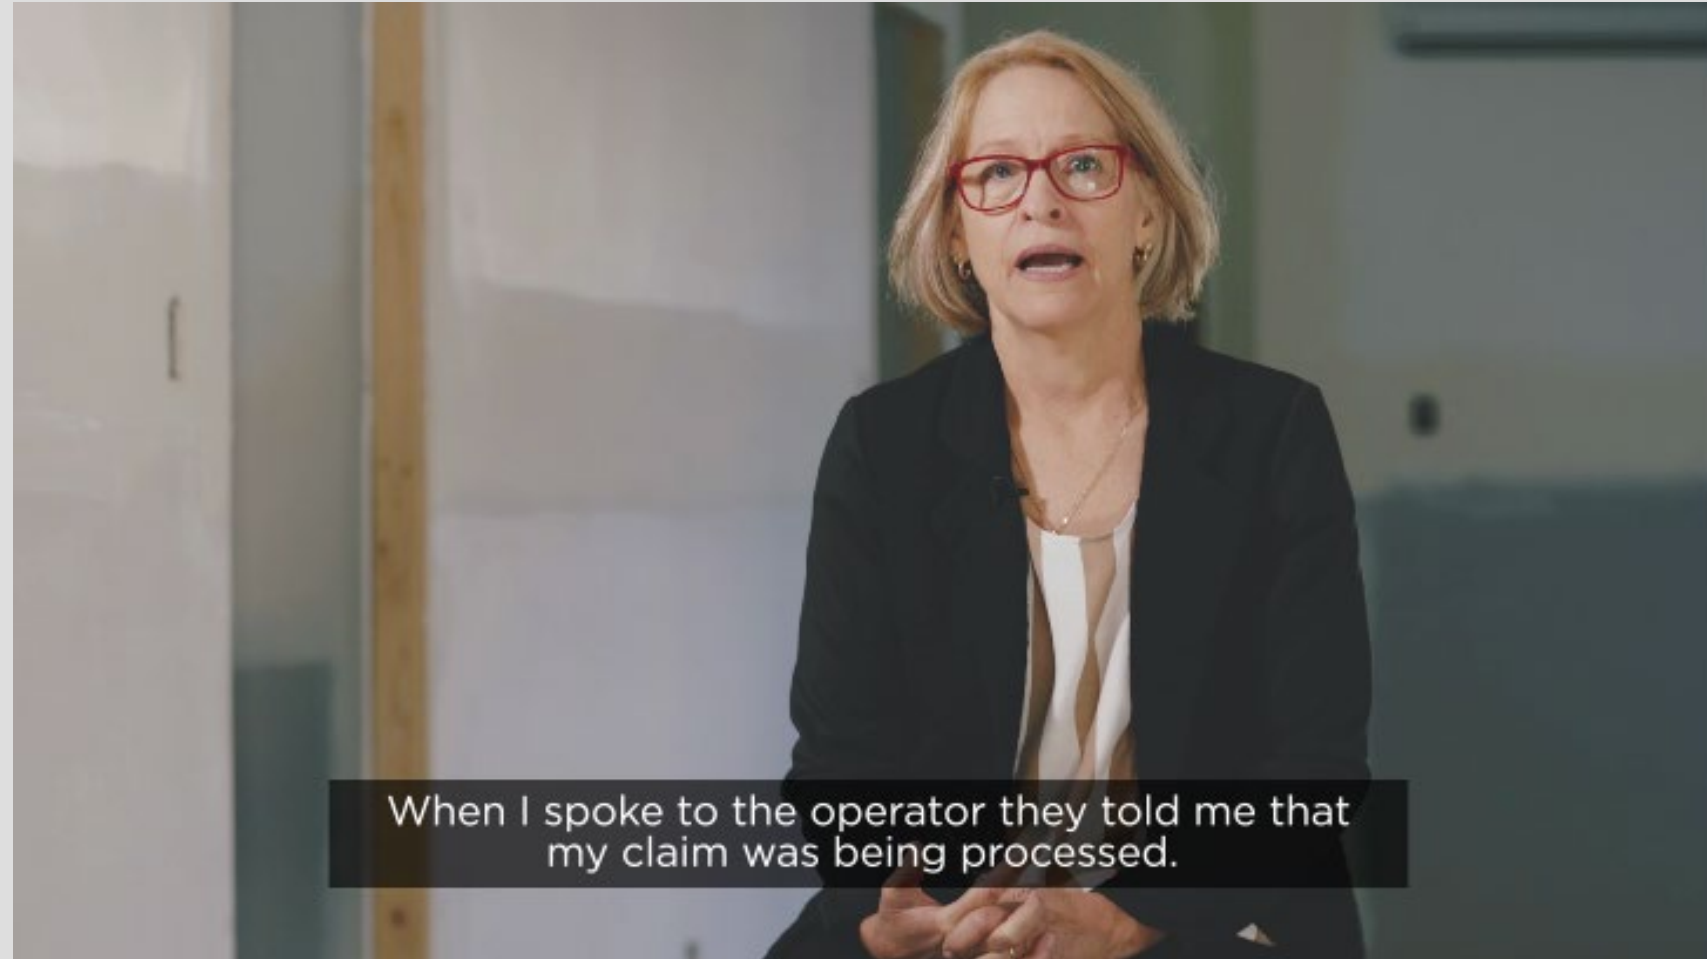 When I spoke to the operator they told me that
my claim was being processed.